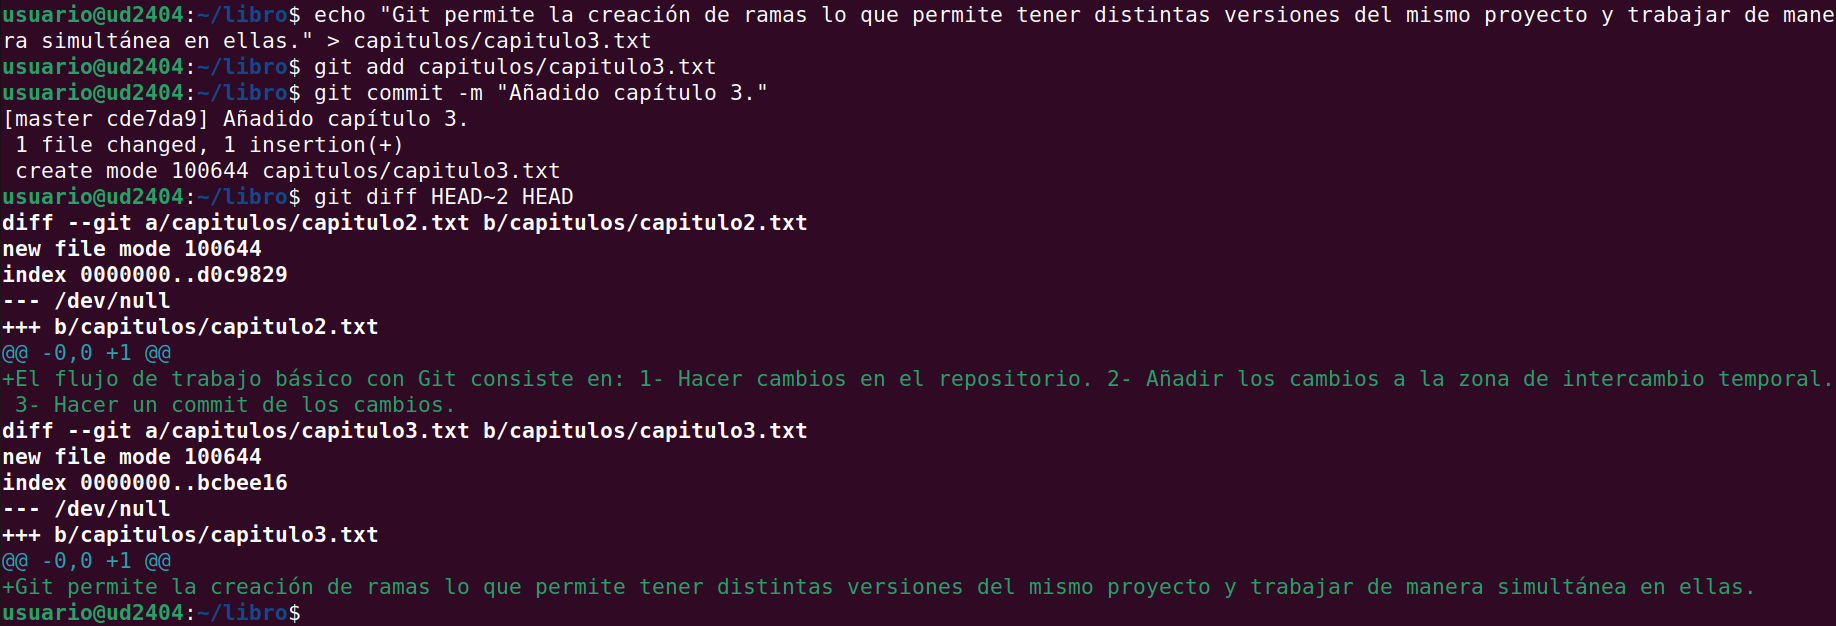 usuario@ud2404:~/libro$ echo "Git permite la creación de ramas lo que permite tener distintas versiones del mismo proyecto y trabajar de mane
ra simultánea en ellas." > capitulos/capitulo3.txt
usuario@ud2404:~/libro$ git add capitulos/capitulo3.txt
usuario@ud2404:~/libro$ git commit -m "Añadido capítulo 3."
[master cde7da9] Añadido capítulo 3.
 1 file changed, 1 insertion(+)
 create mode 100644 capitulos/capitulo3.txt
usuario@ud2404:~/libro$ git diff HEAD~2 HEAD
diff --git a/capitulos/capitulo2.txt b/capitulos/capitulo2.txt
new file mode 100644
index 0000000..d0c9829
--- /dev/null
+++ b/capitulos/capitulo2.txt
@@ -0,0 +1 @@
+El flujo de trabajo básico con Git consiste en: 1- Hacer cambios en el repositorio. 2- Añadir los cambios a la zona de intercambio temporal.
 3- Hacer un commit de los cambios.
diff --git a/capitulos/capitulo3.txt b/capitulos/capitulo3.txt
new file mode 100644
index 0000000..bcbee16
--- /dev/null
+++ b/capitulos/capitulo3.txt
@@ -0,0 +1 @@
+Git permite la creación de ramas lo que permite tener distintas versiones del mismo proyecto y trabajar de manera simultánea en ellas.
usuario@ud2404:~/libro$